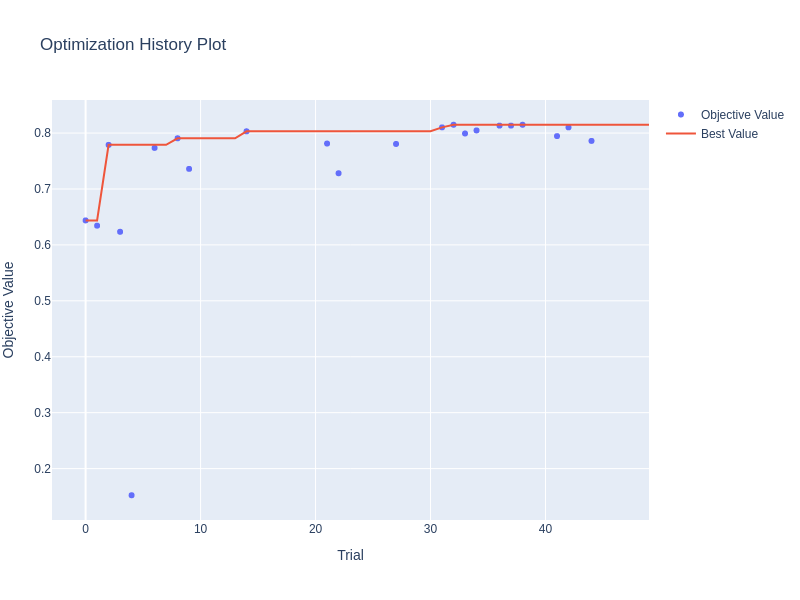 Optimization History Plot
Objective Value
Best Value
0.8
0.7
0.6
0.5
0.4
0.3
0.2
Objective Value
0
10
20
30
40
Trial